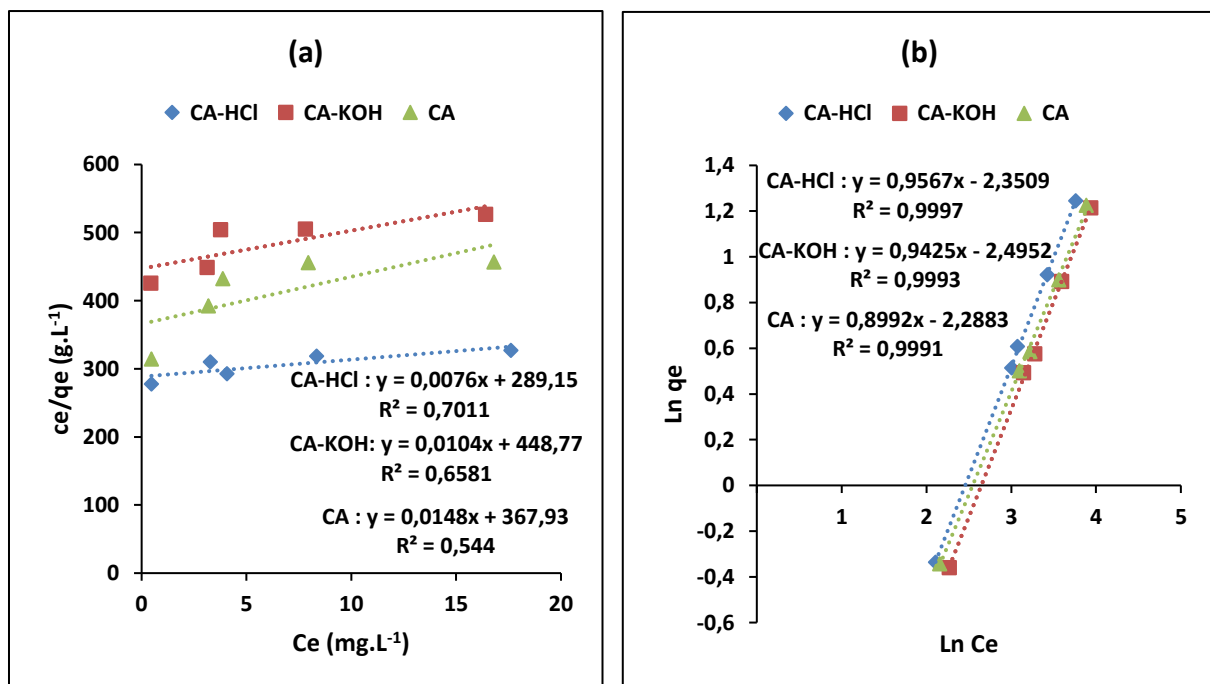 (a)
CA-HCl CA-KOH CA
600
500
400
300
200
100
0
ce/qe (g.L-1)
CA-HCl : y = 0,0076x + 289,15
R² = 0,7011
CA-KOH: y = 0,0104x + 448,77
R² = 0,6581
CA : y = 0,0148x + 367,93
R² = 0,544
0 5 10 15 20
Ce (mg.L-1)
(b)
CA-HCl CA-KOH CA
1,4
1,2
1
0,8
0,6
0,4
0,2
0
-0,2
-0,4
-0,6
Ln qe
CA-HCl : y = 0,9567x - 2,3509
R² = 0,9997
CA-KOH : y = 0,9425x - 2,4952
R² = 0,9993
CA : y = 0,8992x - 2,2883
R² = 0,9991
1 2 3 4 5
Ln Ce